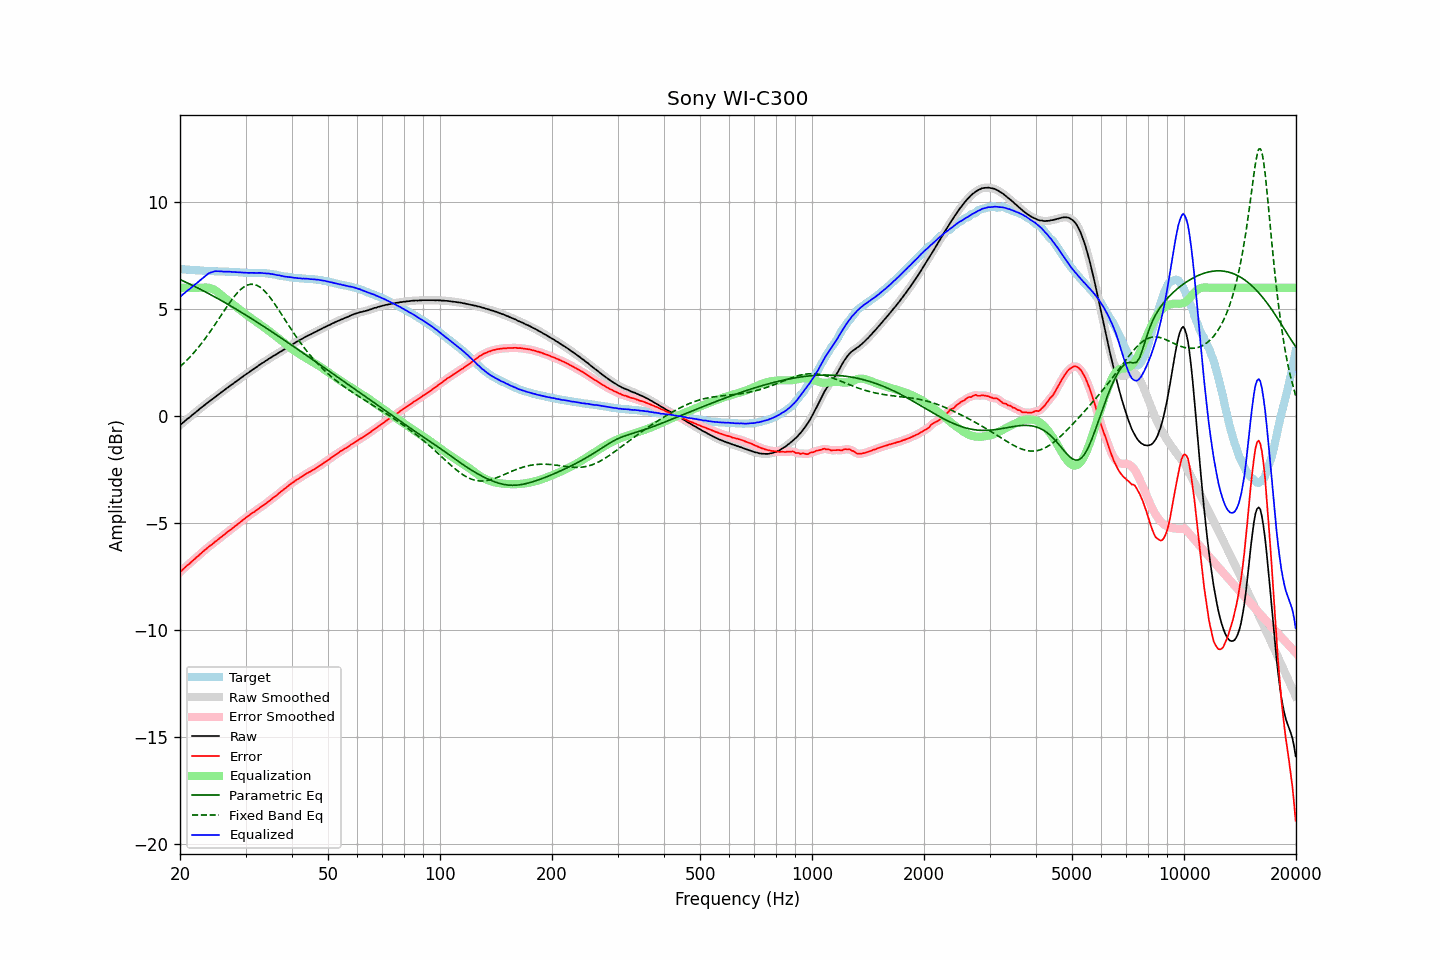 Sony WI-C300
Amplitude (dBr)
10
5
0
−5
−10
−15
−20
Target
Raw Smoothed
Error Smoothed
Raw
Error
Equalization
Parametric Eq
Fixed Band Eq
Equalized
20 50 100 200 500 1000 2000 5000 10000 20000
Frequency (Hz)